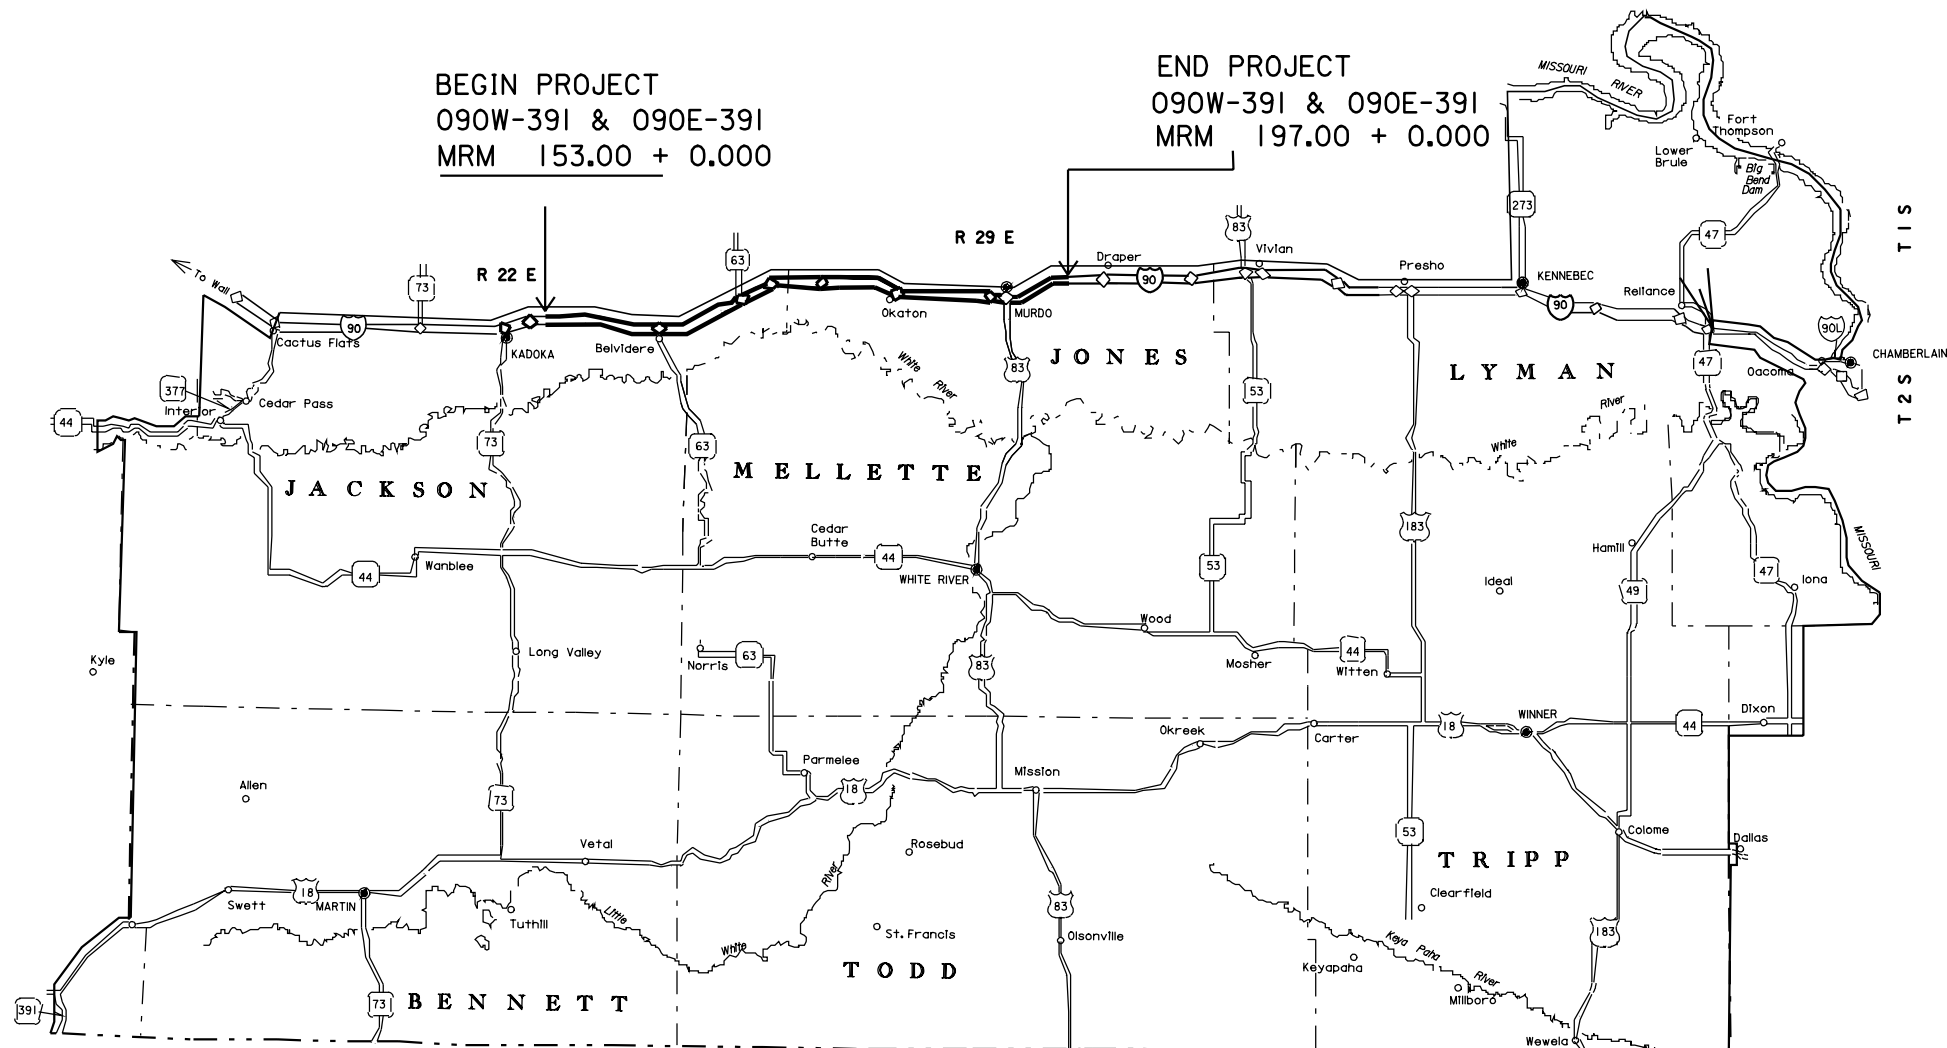 BEGIN PROJECT
090W-391 & 090E-391
MRM 153.00 + 0.000
END PROJECT
090W-391 & 090E-391
MRM 197.00 + 0.000
MISSOURI
RIVER
Fort
Thompson
Lower
Brule
Big
Bend
Dam
T1S
T2S
R 22 E
R 29 E
To Wall
73
63
83
273
47
90
Cactus Flats
KADOKA
Belvidere
Okaton
MURDO
Draper
90
Vivian
Presho
KENNEBEC
90
Reliance
90L
CHAMBERLAIN
Oacoma
47
377
Interior
Cedar Pass
44
73
63
White
River
83
JONES
53
LYMAN
White
River
JACKSON
MELLETTE
Cedar
Butte
44
Wanblee
44
WHITE RIVER
53
183
Hamill
Ideal
49
47
Iona
MISSOURI
Kyle
Long Valley
Norris
63
83
Wood
Mosher
44
Witten
Allen
73
Parmelee
18
Mission
Okreek
Carter
18
WINNER
44
Dixon
Vetal
Rosebud
53
Colome
Dallas
TRIPP
Swett
18
MARTIN
Tuthill
Little
White
River
St. Francis
83
Olsonville
Clearfield
Keya Paha
River
Keyapaha
Millboro
183
TODD
BENNETT
73
391
Wewela